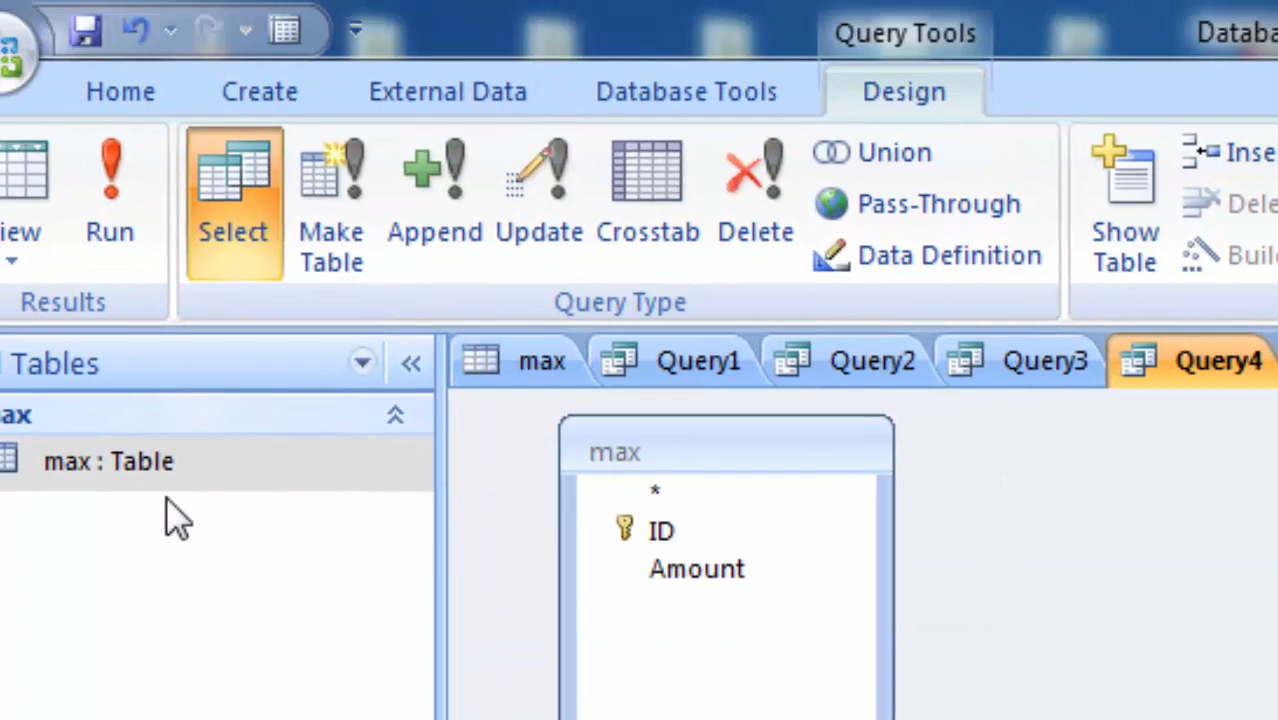 Query Tools
Databa
Home Create External Data Database Tools Design
Union
Inse
Pass-Through
Dele
iew Run Select Make Table Append Update Crosstab Delete Show Table
Data Definition
Build
Results Query Type
Tables
max Query1 Query2 Query3 Query4
ax
max : Table
max
*
ID
Amount